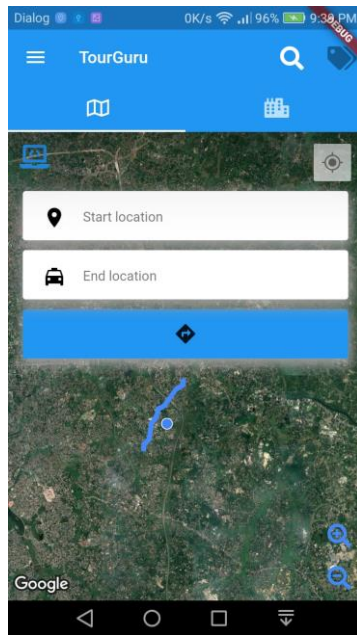 Dialog 0K/s 96% 9:39 PM
DEBUG
TourGuru
Start location
End location
Google